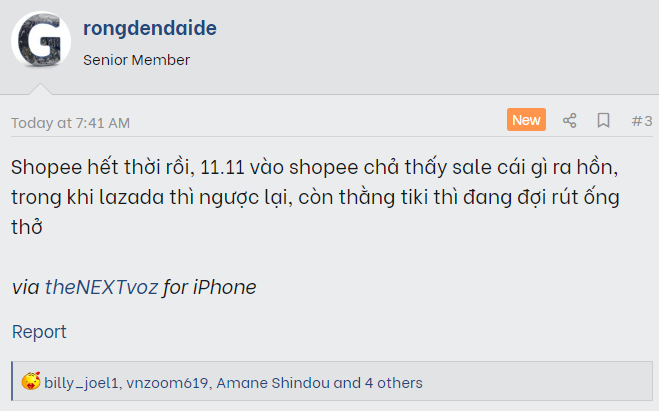 G
rongdendaide
Senior Member
Today at 7:41 AM
New
#3
Shopee hết thời rồi, 11.11 vào shopee chả thấy sale cái gì ra hồn,
trong khi lazada thì ngược lại, còn thằng tiki thì đang đợi rút ống
thở
via theNEXTvoz for iPhone
Report
billy_joel1, vnzoom619, Amane Shindou and 4 others